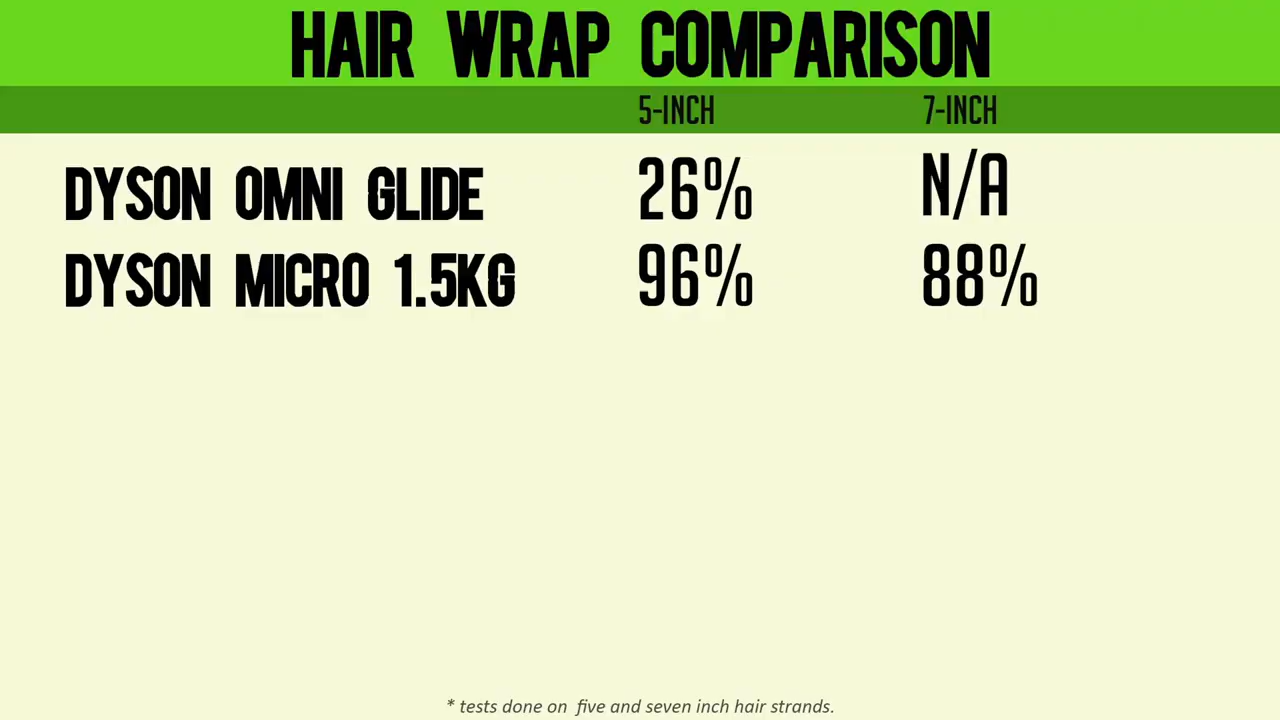 HAIR WRAP COMPARISON
5-INCH 7-INCH
DYSON OMNI GLIDE 26% N/A
DYSON MICRO 1.5KG 96% 88%
* tests done on five and seven inch hair strands.